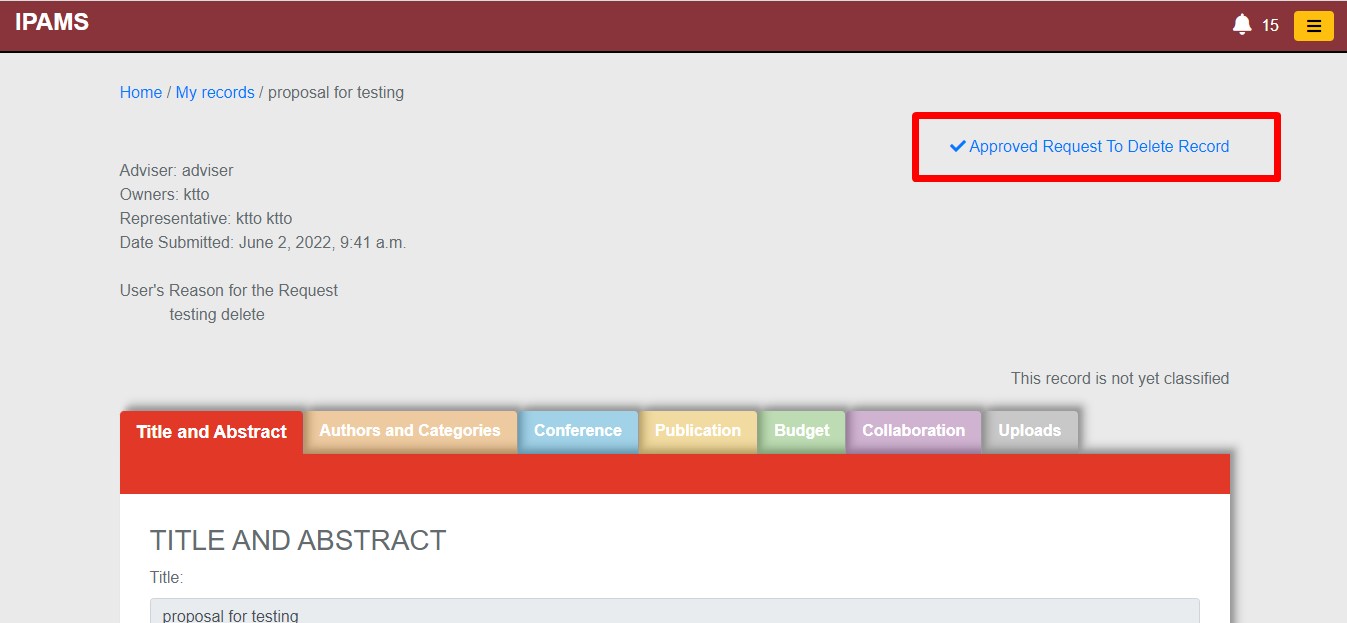 IPAMS
15
Home / My records / proposal for testing
Approved Request To Delete Record
Adviser: adviser
Owners: ktto
Representative: ktto ktto
Date Submitted: June 2, 2022, 9:41 a.m.
User's Reason for the Request
testing delete
This record is not yet classified
Title and Abstract Authors and Categories Conference Publication Budget Collaboration Uploads
TITLE AND ABSTRACT
Title:
proposal for testing